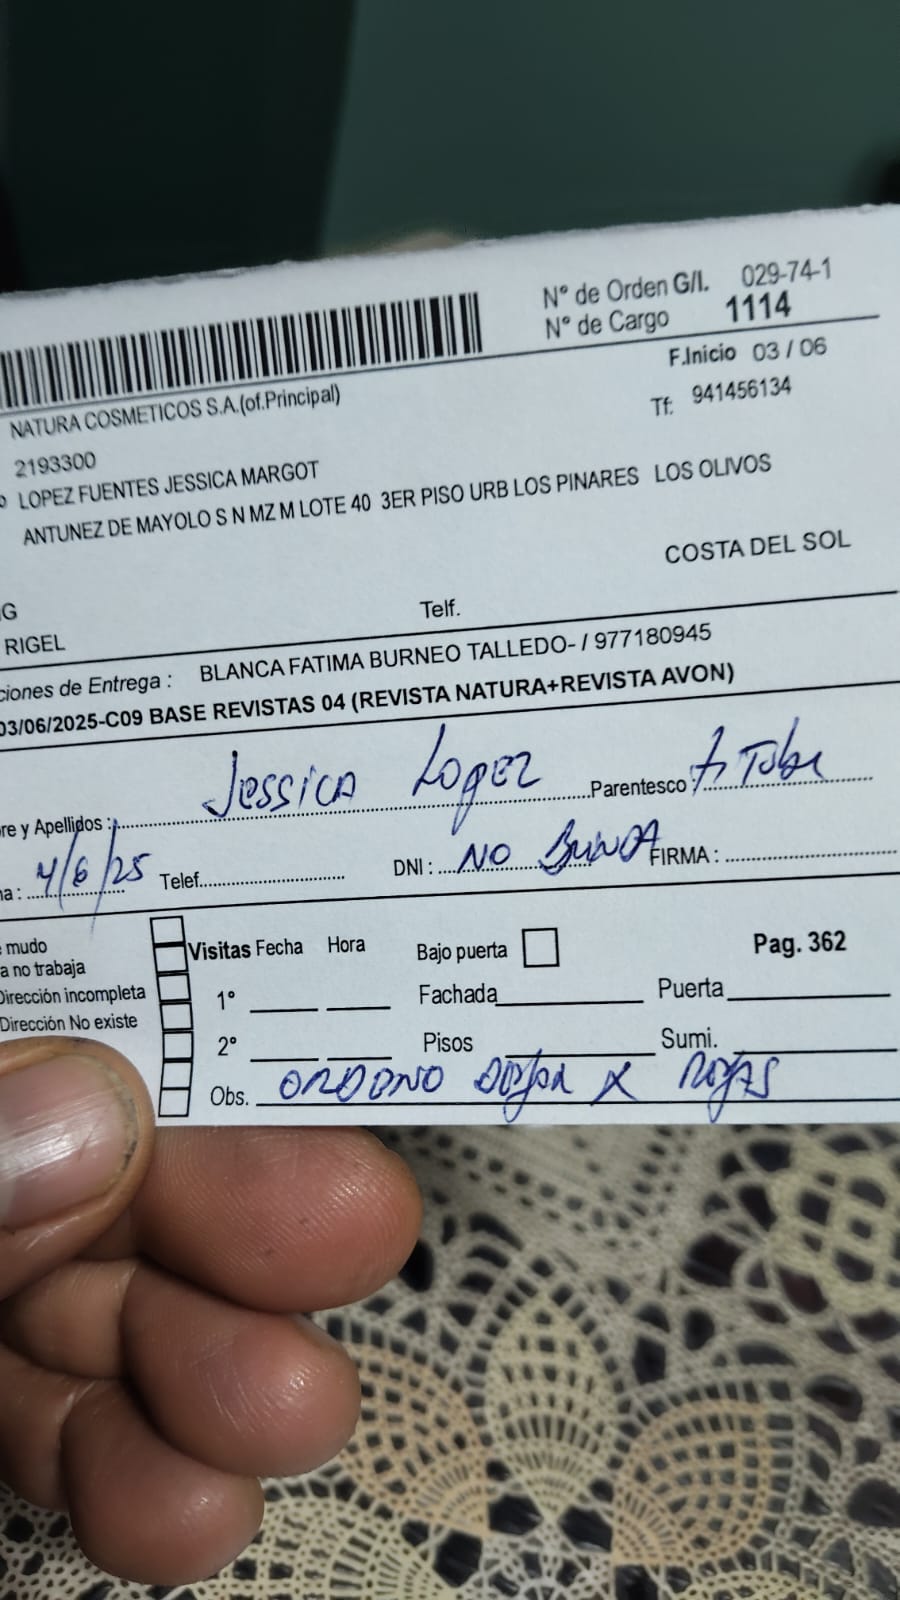 N° de Orden G/I. 029-74-1
N° de Cargo 1114
F.Inicio 03 / 06
NATURA COSMETICOS S.A.(of.Principal)
Tf: 941456134
2193300
o LOPEZ FUENTES JESSICA MARGOT
ANTUNEZ DE MAYOLO S N MZ M LOTE 40 3ER PISO URB LOS PINARES LOS OLIVOS
COSTA DEL SOL
G
Telf.
RIGEL
ciones de Entrega : BLANCA FATIMA BURNEO TALLEDO- / 977180945
03/06/2025-C09 BASE REVISTAS 04 (REVISTA NATURA+REVISTA AVON)
re y Apellidos : Jessica Lopez Parentesco
na : 4/6/25 Telef. DNI : NO FIRMA :
mudo
a no trabaja
Dirección incompleta
Dirección No existe
Visitas Fecha Hora Bajo puerta Pag. 362
1° Fachada Puerta
2° Pisos Sumi.
Obs. X